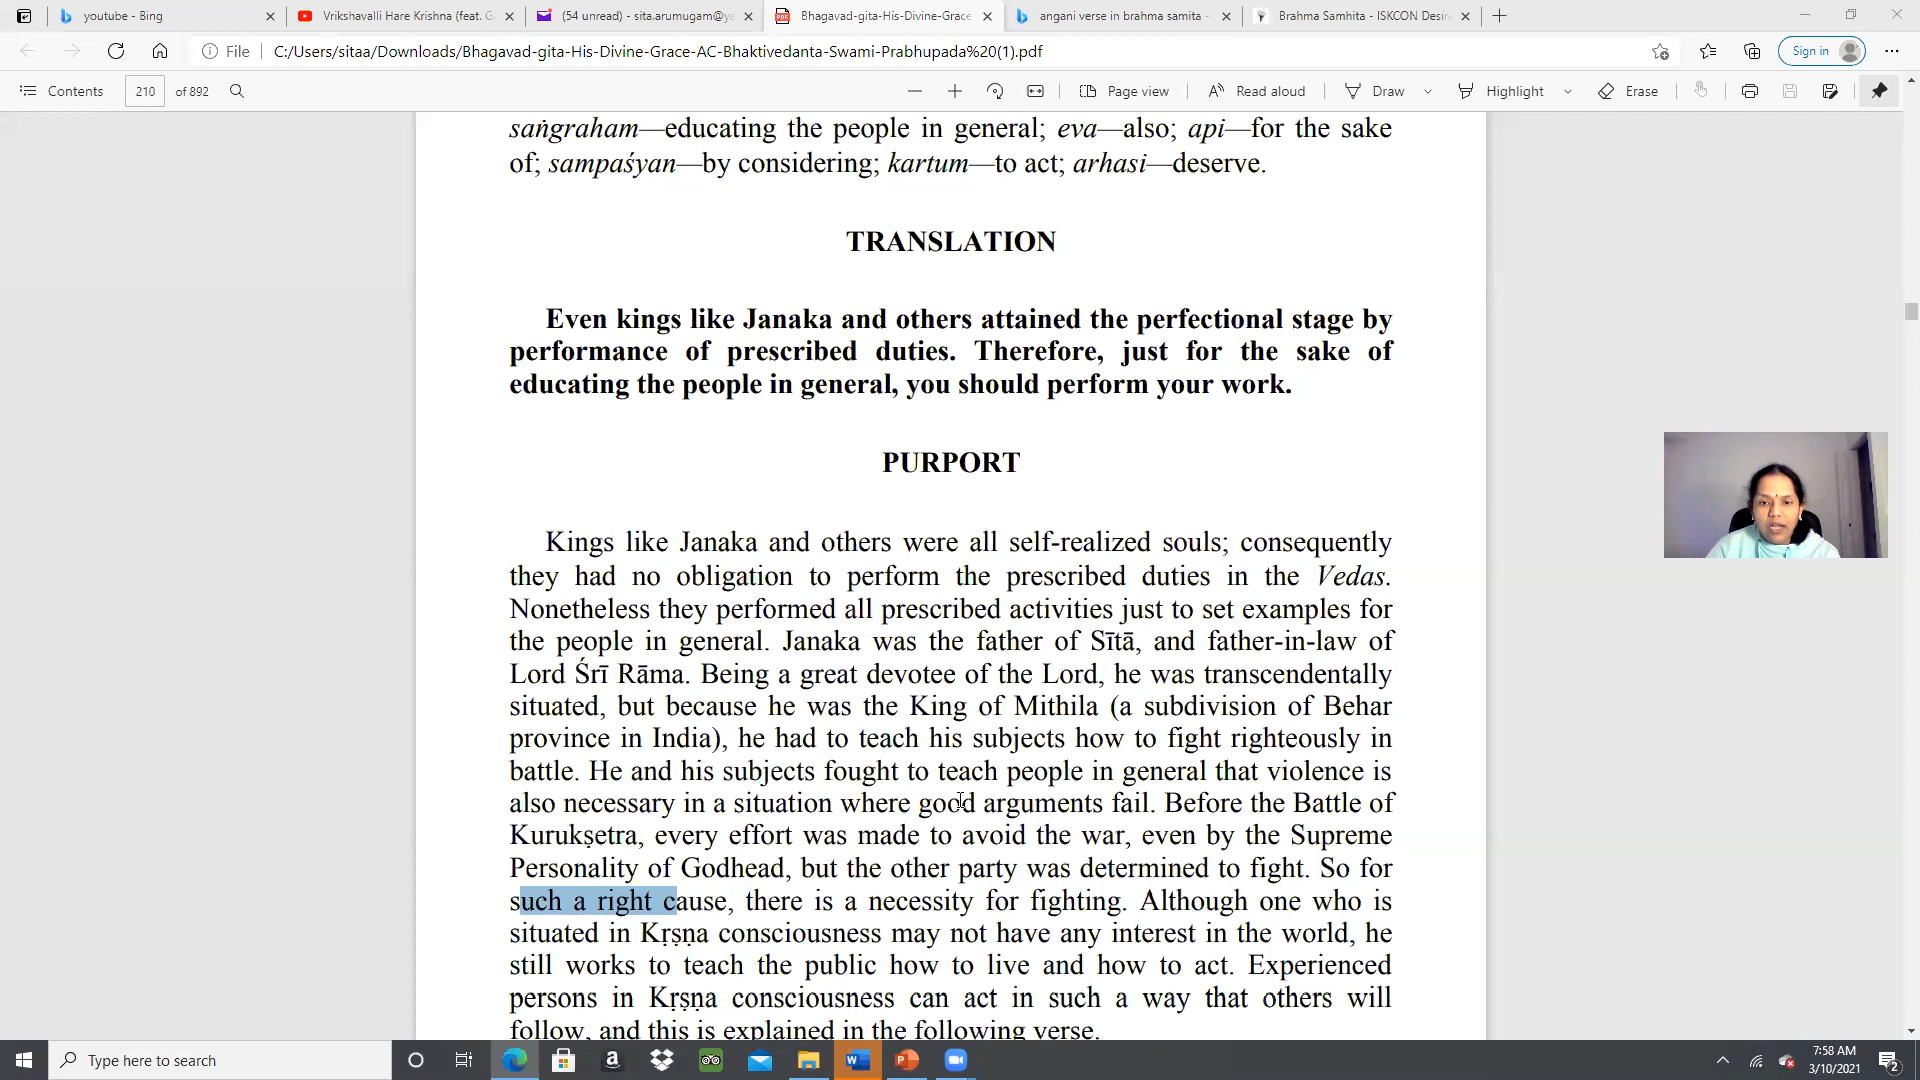 youtube - Bing
Vrikshavalli Hare Krishna (feat. G
(54 unread) - sita.arumugam@ya
Bhagavad-gita-His-Divine-Grace
angani verse in brahma samita -
Brahma Samhita - ISKCON Desir
File C:/Users/sitaa/Downloads/Bhagavad-gita-His-Divine-Grace-AC-Bhaktivedanta-Swami-Prabhupada%20(1).pdf
Sign in
Contents 210 of 892 Page view Read aloud Draw Highlight Erase
saṅgraham—educating the people in general; eva—also; api—for the sake
of; sampaśyan—by considering; kartum—to act; arhasi—deserve.
TRANSLATION
Even kings like Janaka and others attained the perfectional stage by
performance of prescribed duties. Therefore, just for the sake of
educating the people in general, you should perform your work.
PURPORT
Kings like Janaka and others were all self-realized souls; consequently
they had no obligation to perform the prescribed duties in the Vedas.
Nonetheless they performed all prescribed activities just to set examples for
the people in general. Janaka was the father of Sītā, and father-in-law of
Lord Śrī Rāma. Being a great devotee of the Lord, he was transcendentally
situated, but because he was the King of Mithila (a subdivision of Behar
province in India), he had to teach his subjects how to fight righteously in
battle. He and his subjects fought to teach people in general that violence is
also necessary in a situation where good arguments fail. Before the Battle of
Kurukṣetra, every effort was made to avoid the war, even by the Supreme
Personality of Godhead, but the other party was determined to fight. So for
such a right cause, there is a necessity for fighting. Although one who is
situated in Kṛṣṇa consciousness may not have any interest in the world, he
still works to teach the public how to live and how to act. Experienced
persons in Kṛṣṇa consciousness can act in such a way that others will
follow, and this is explained in the following verse.
Type here to search
7:58 AM
3/10/2021
2